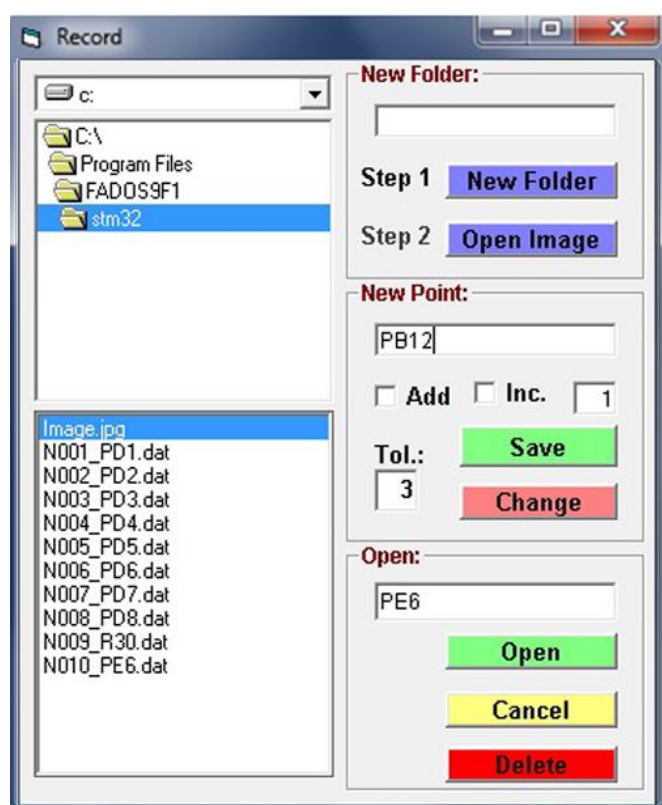 Record
c:
C:\
Program Files
FADOS9F1
stm32
Image.jpg
N001_PD1.dat
N002_PD2.dat
N003_PD3.dat
N004_PD4.dat
N005_PD5.dat
N006_PD6.dat
N007_PD7.dat
N008_PD8.dat
N009_R30.dat
N010_PE6.dat
New Folder:
Step 1 New Folder
Step 2 Open Image
New Point:
PB12
Add Inc. 1
Tol.: Save
3 Change
Open:
PE6
Open
Cancel
Delete